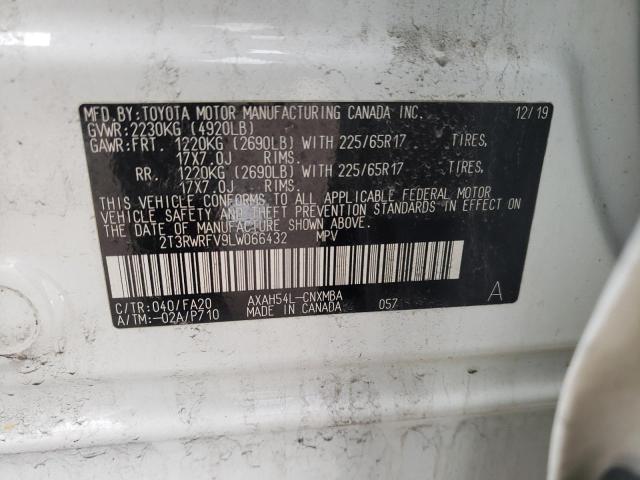 MFD.BY:TOYOTA MOTOR MANUFACTURING CANADA INC. 12/19
GVWR:2230KG (4920LB)
GAWR:FRT. 1220KG (2690LB) WITH 225/65R17 TIRES,
17X7.0J RIMS.
RR. 1220KG (2690LB) WITH 225/65R17 TIRES,
17X7.0J RIMS.
THIS VEHICLE CONFORMS TO ALL APPLICABLE FEDERAL MOTOR
VEHICLE SAFETY AND THEFT PREVENTION STANDARDS IN EFFECT ON
THE DATE OF MANUFACTURE SHOWN ABOVE.
2T3RWRFV9LW066432 MPV
C/TR:040/FA20 AXAH54L-CNXMBA 057 A
A/TM:-02A/P710 MADE IN CANADA